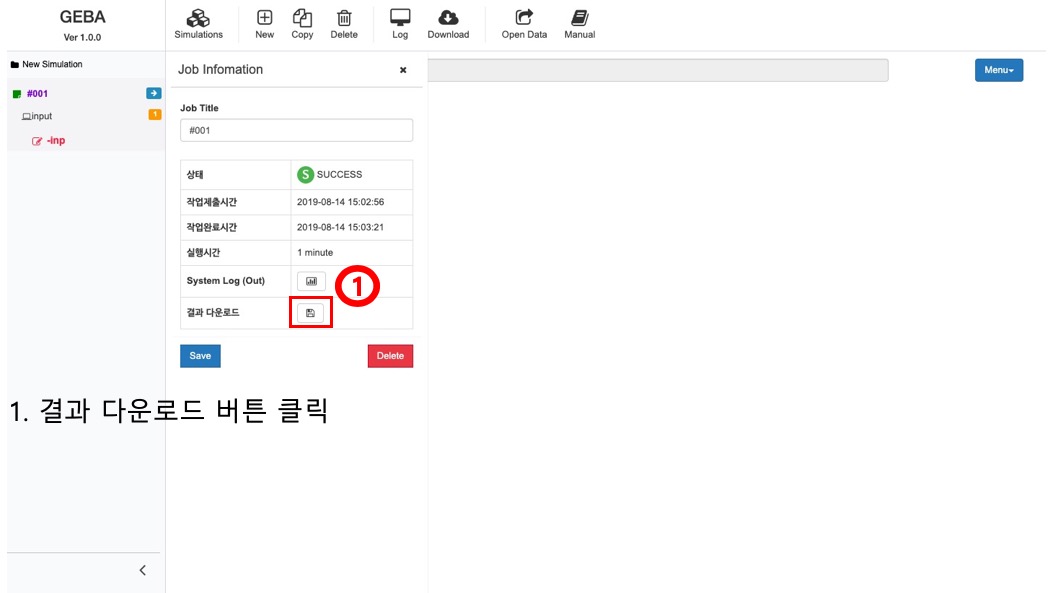 GEBA
Ver 1.0.0
Simulations
New
Copy
Delete
Log
Download
Open Data
Manual
New Simulation
#001
input
1
-inp
Job Infomation
Job Title
#001
상태
S SUCCESS
작업제출시간
2019-08-14 15:02:56
작업완료시간
2019-08-14 15:03:21
실행시간
1 minute
System Log (Out)
1
결과 다운로드
Save
Delete
Menu
1. 결과 다운로드 버튼 클릭